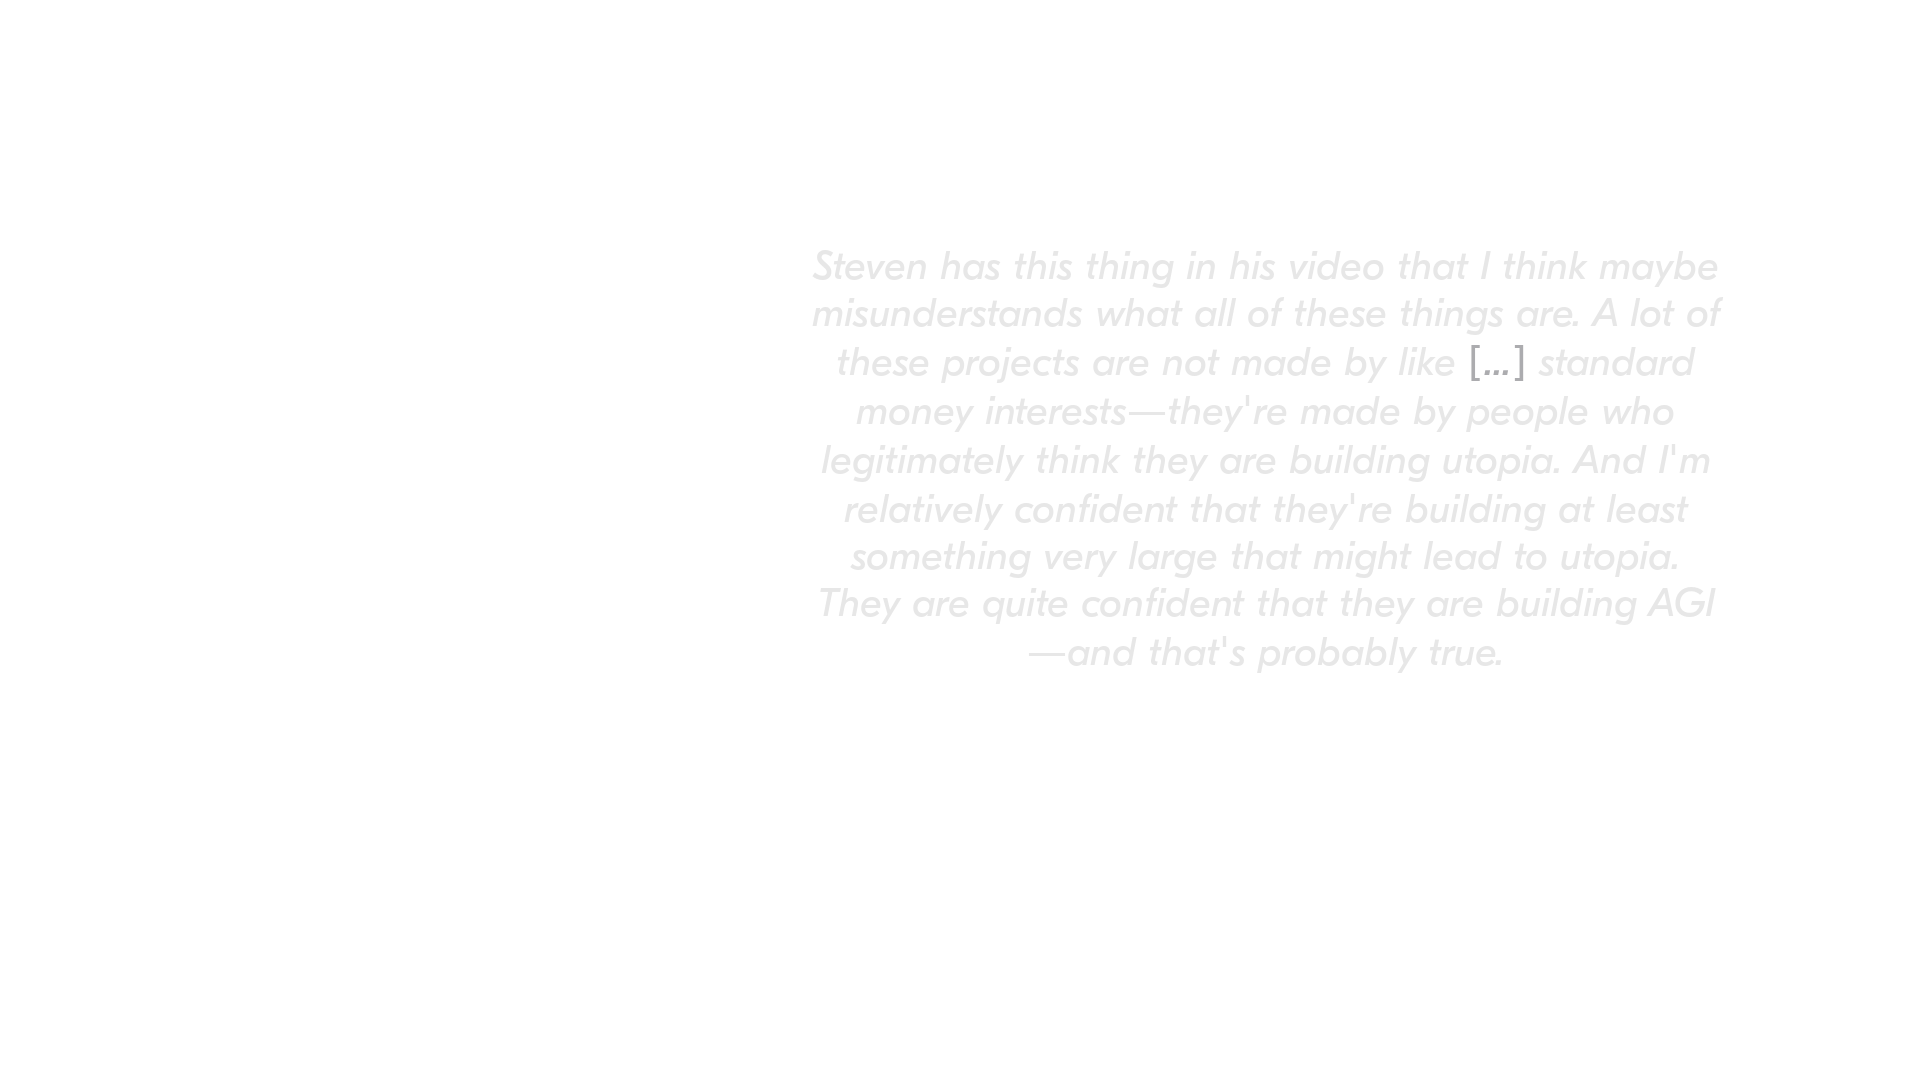 Steven has this thing in his video that I think maybe
misunderstands what all of these things are. A lot of
these projects are not made by like [...] standard
money interests—they're made by people who
legitimately think they are building utopia. And I'm
relatively confident that they're building at least
something very large that might lead to utopia.
They are quite confident that they are building AGI
—and that's probably true.